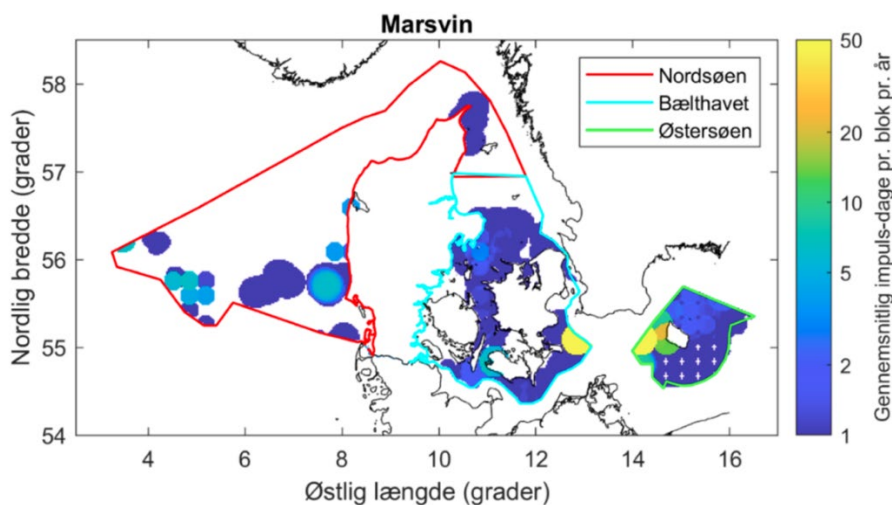 Marsvin
Nordsøen
Bælthavet
Østersøen
Nordlig bredde (grader)
58
57
56
55
54
4
6
8
10
12
14
16
Østlig længde (grader)
50
20
10
5
2
1
Gennemsnitlig impuls-dage pr. blok pr. år